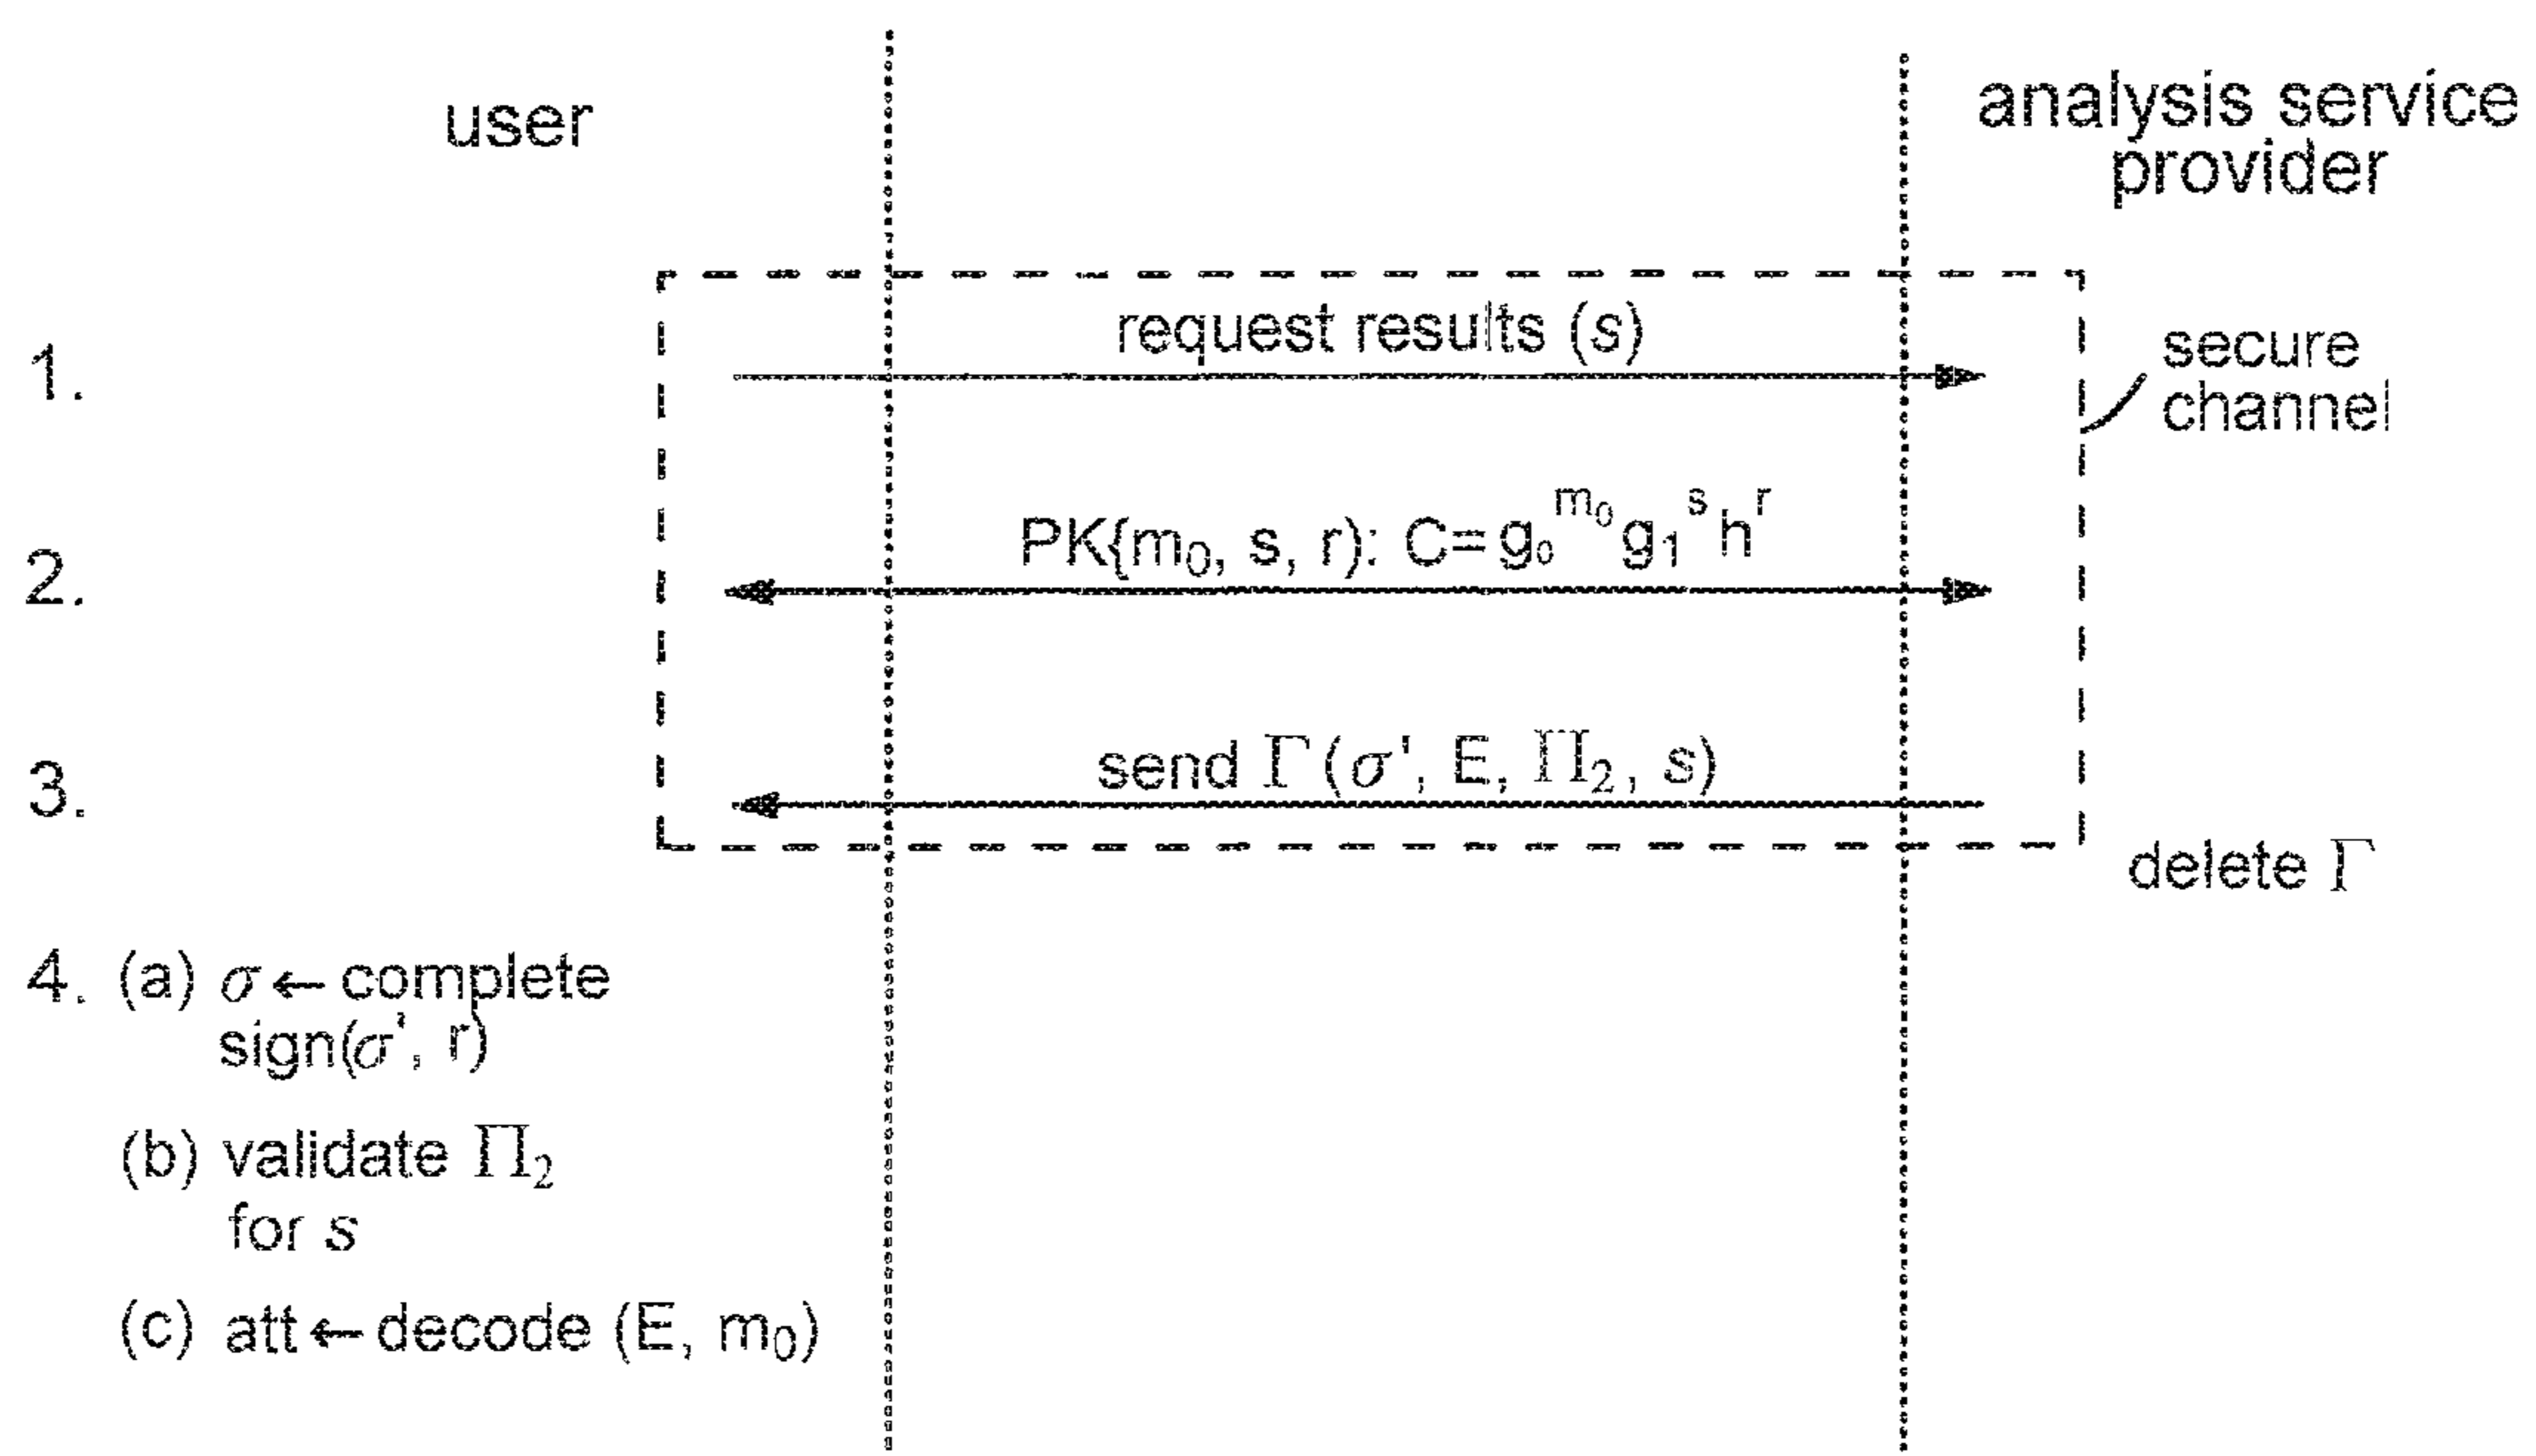 user
analysis service
provider
1.
request results (s)
secure
channel
2.
PK{m₀, s, r): C=g₀^m₀ g₁^s h^r
3.
send Γ(σ', E, Π₂, s)
delete Γ
4. (a) σ← complete
sign(σ', r)
(b) validate Π₂
for s
(c) att← decode (E, m₀)